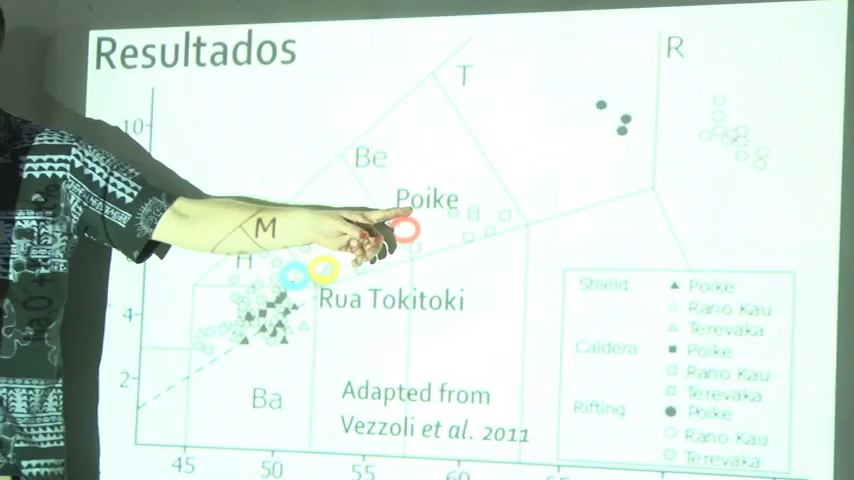 Resultados
R
T
10
Be
Poike
M
H
Rua Tokitoki
4
2
Ba
Adapted from
Vezzoli et al. 2011
45
50
55
60
Shield
Poike
Rano Kau
Terevaka
Caldera
Poike
Rano Kau
Terevaka
Rifting
Poike
Rano Kau
Terevaka